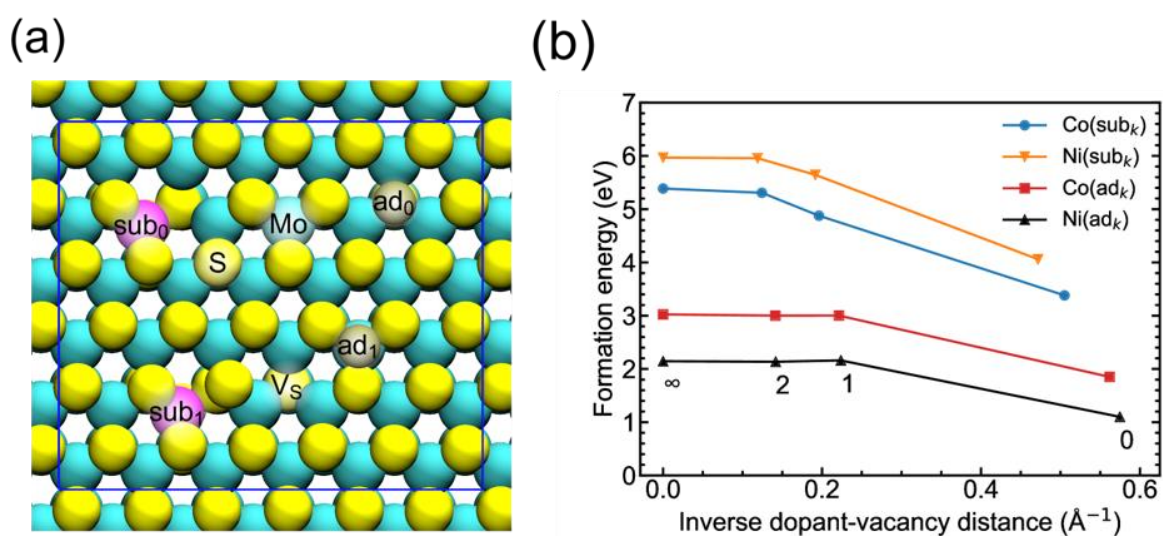 (a)
sub₀
Mo
ad₀
S
ad₁
V_S
sub₁
(b)
Formation energy (eV)
7
6
5
4
3
2
1
0
Co(subₖ)
Ni(subₖ)
Co(adₖ)
Ni(adₖ)
∞
2
1
0
0.0
0.2
0.4
0.6
Inverse dopant-vacancy distance (Å⁻¹)